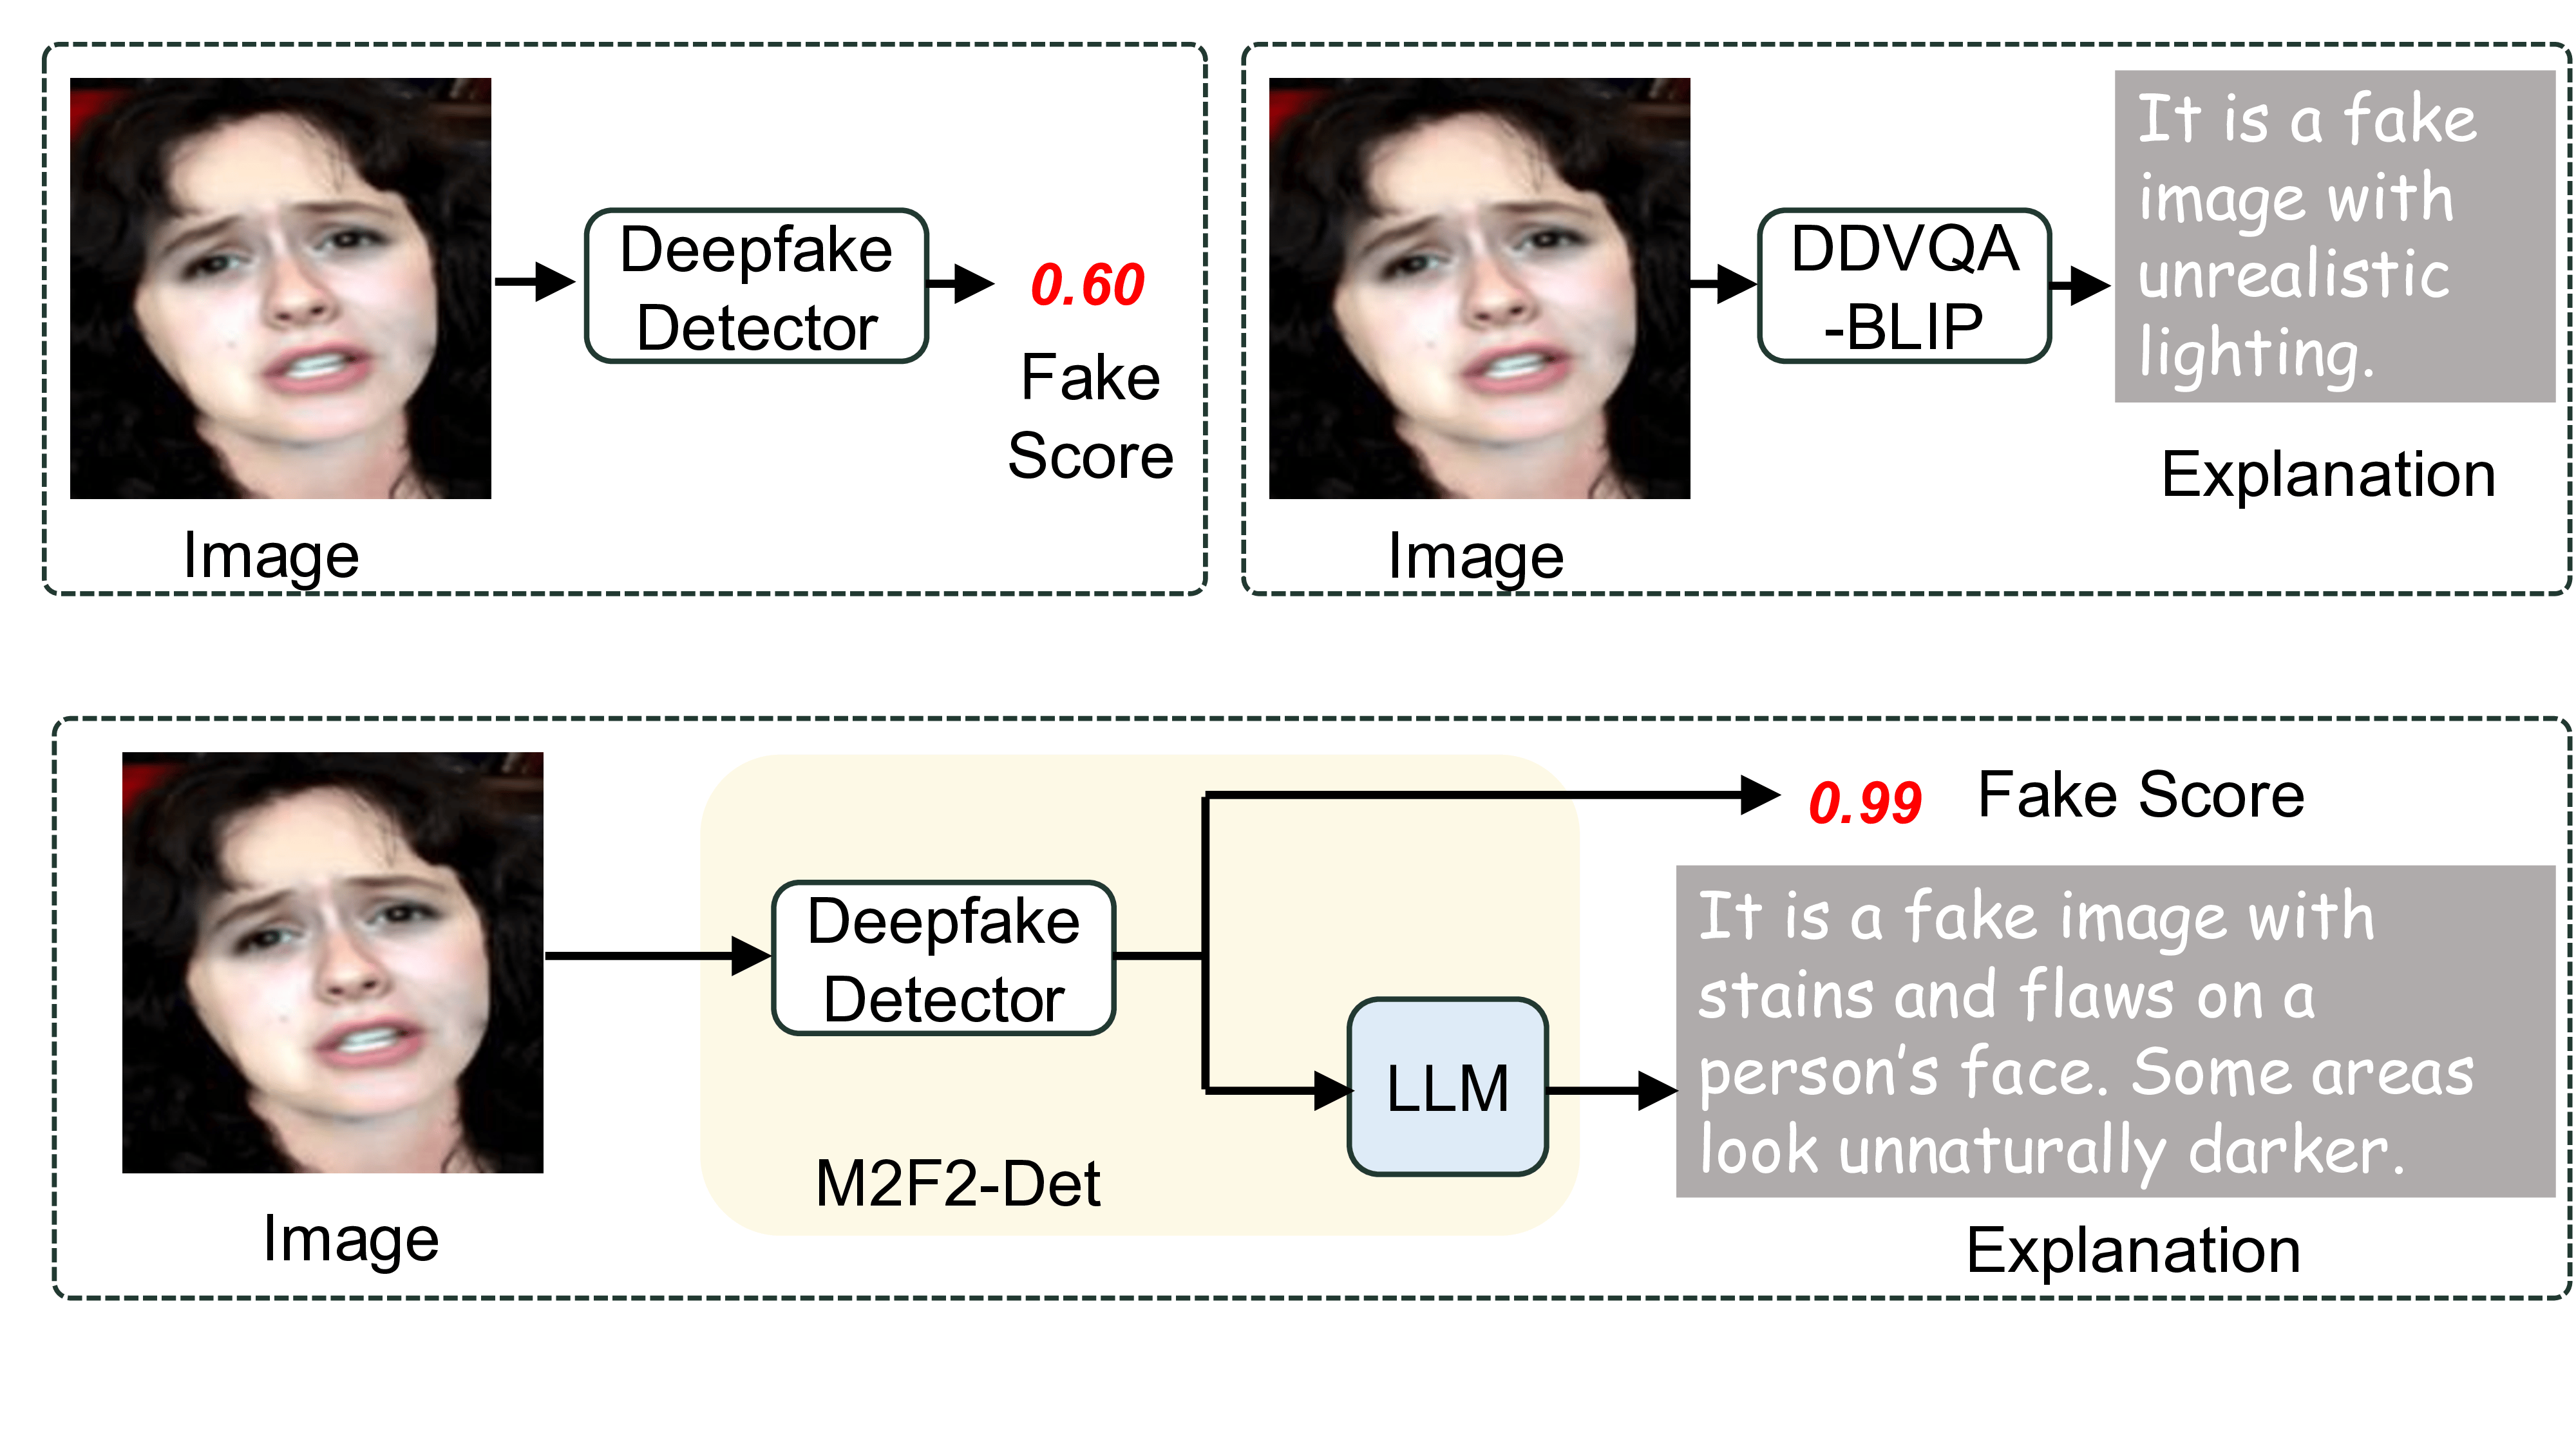 Deepfake
Detector
0.60
Fake
Score
Image
DDVQA
-BLIP
It is a fake
image with
unrealistic
lighting.
Explanation
Image
Deepfake
Detector
M2F2-Det
LLM
0.99 Fake Score
It is a fake image with
stains and flaws on a
person’s face. Some areas
look unnaturally darker.
Explanation
Image